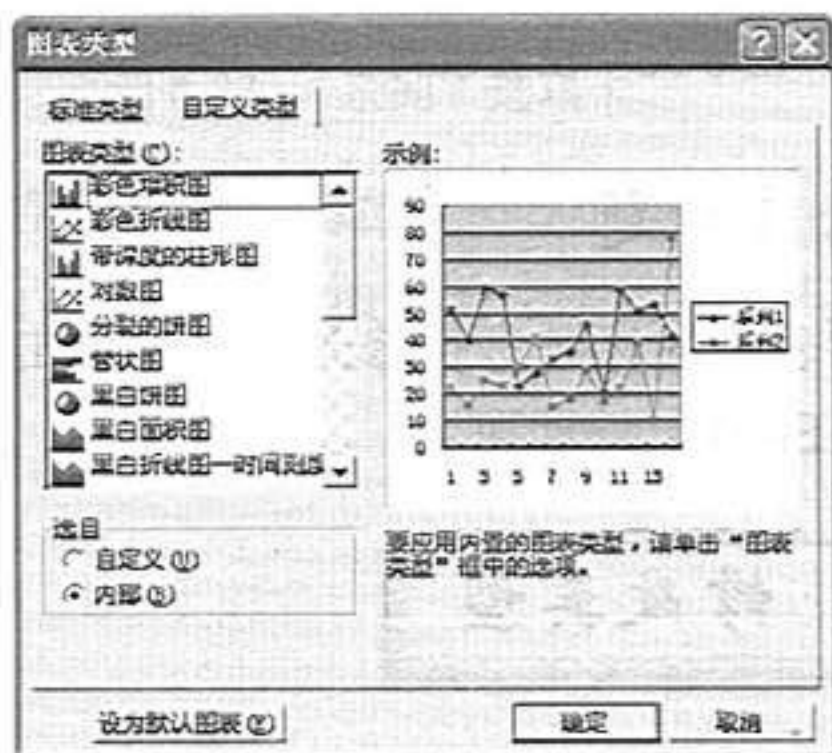 图表类型
标准类型 自定义类型
图表类型(C):
彩色堆积图
彩色折线图
带深度的柱形图
对数图
分裂的饼图
管状图
黑白饼图
黑白面积图
黑白折线图—时间刻度
选自
自定义(U)
内部(B)
示例:
90
80
70
60
50
40
30
20
10
0
1 3 5 7 9 11 13
系列1
系列2
要应用内置的图表类型,请单击“图表
类型”框中的选项。
设为默认图表(E) 确定 取消